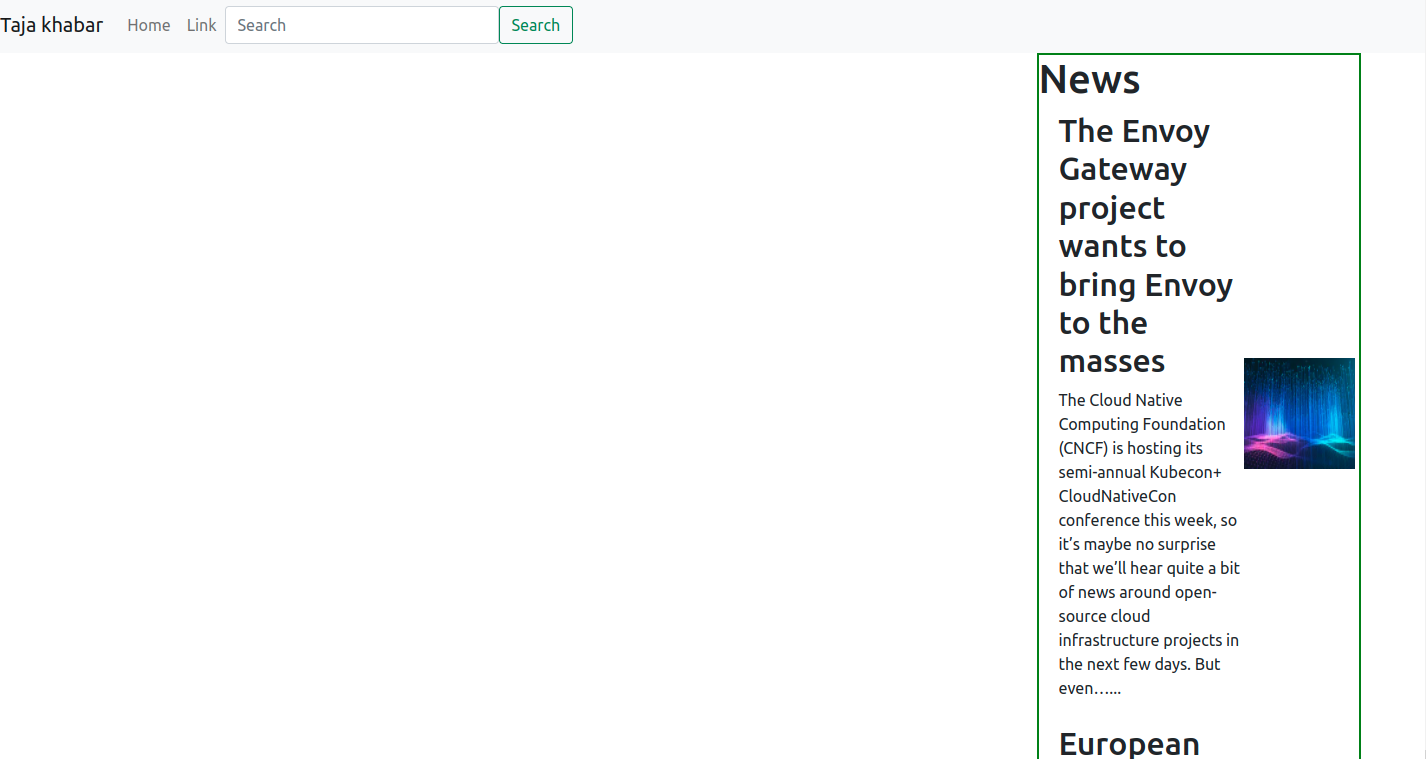 Taja khabar Home Link Search Search
News
The Envoy
Gateway
project
wants to
bring Envoy
to the
masses
The Cloud Native
Computing Foundation
(CNCF) is hosting its
semi-annual Kubecon+
CloudNativeCon
conference this week, so
it’s maybe no surprise
that we’ll hear quite a bit
of news around open-
source cloud
infrastructure projects in
the next few days. But
even…...
European